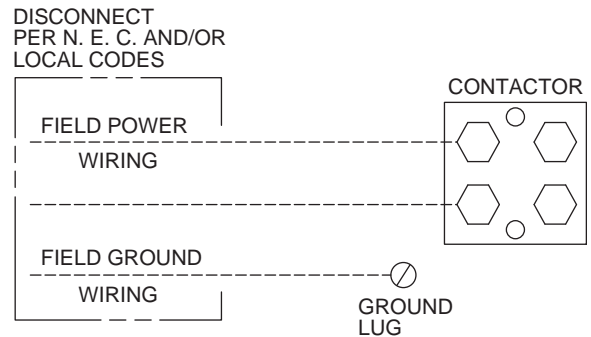 DISCONNECT
PER N. E. C. AND/OR
LOCAL CODES
CONTACTOR
FIELD POWER
WIRING
FIELD GROUND
WIRING
GROUND
LUG